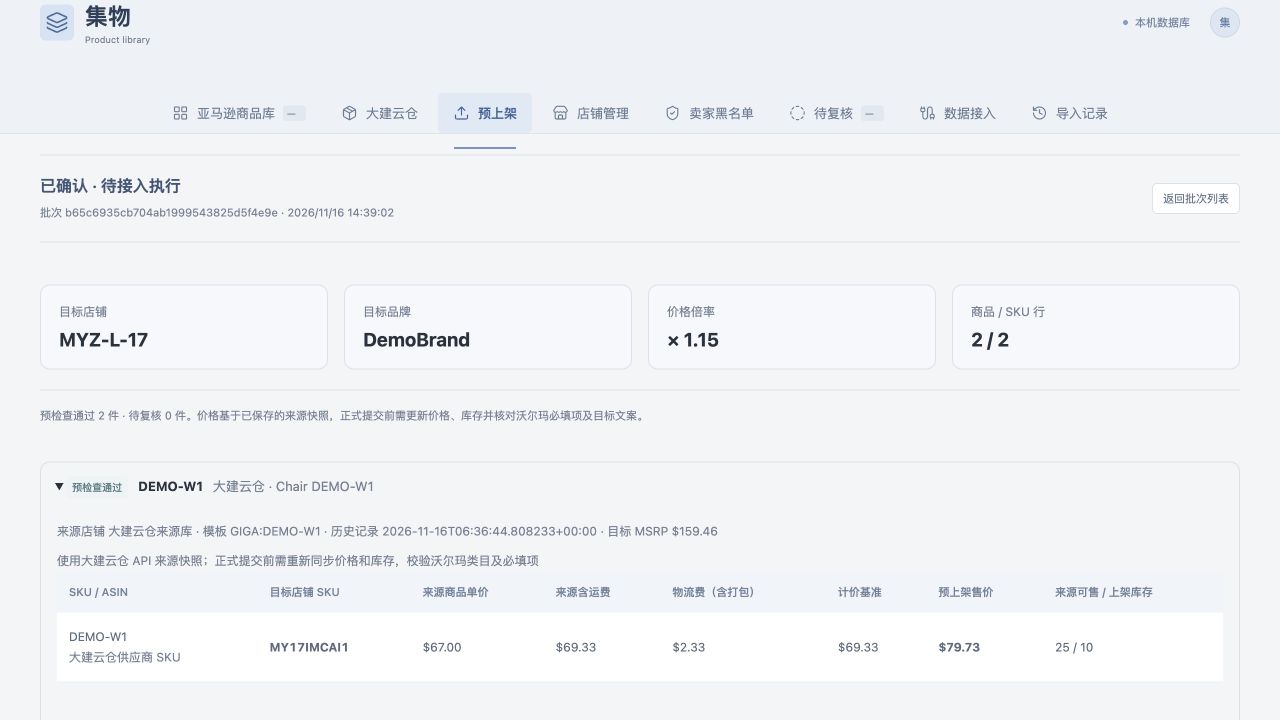 集物
Product library
本机数据库
集
亚马逊商品库 —
大建云仓
预上架
店铺管理
卖家黑名单
待复核 —
数据接入
导入记录
已确认 · 待接入执行
批次 b65c6935cb704ab1999543825d5f4e9e · 2026/11/16 14:39:02
返回批次列表
目标店铺
MYZ-L-17
目标品牌
DemoBrand
价格倍率
× 1.15
商品 / SKU 行
2 / 2
预检查通过 2 件 · 待复核 0 件。价格基于已保存的来源快照，正式提交前需更新价格、库存并核对沃尔玛必填项及目标文案。
▼ 预检查通过 DEMO-W1 大建云仓 · Chair DEMO-W1
来源店铺 大建云仓来源库 · 模板 GIGA:DEMO-W1 · 历史记录 2026-11-16T06:36:44.808233+00:00 · 目标 MSRP $159.46
使用大建云仓 API 来源快照；正式提交前需重新同步价格和库存，校验沃尔玛类目及必填项
SKU / ASIN 目标店铺 SKU 来源商品单价 来源含运费 物流费（含打包） 计价基准 预上架售价 来源可售 / 上架库存
DEMO-W1
大建云仓供应商 SKU
MY17IMCAI1 $67.00 $69.33 $2.33 $69.33 $79.73 25 / 10